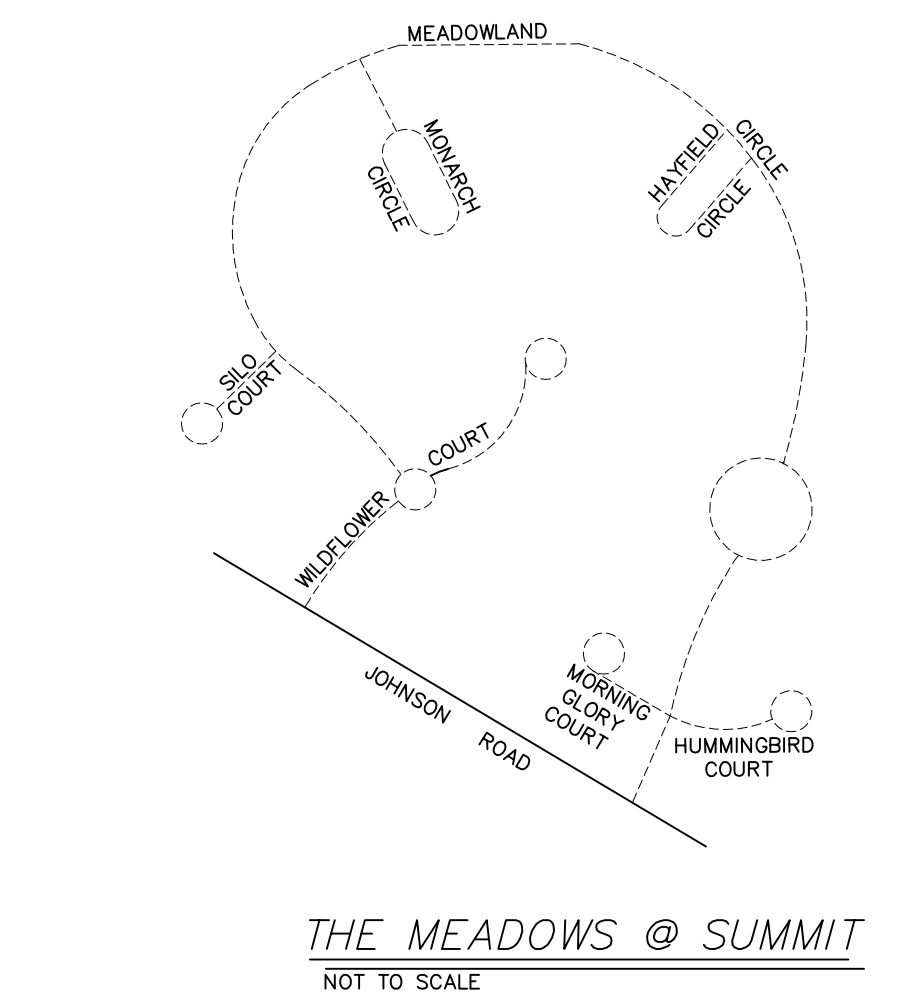 MEADOWLAND
CIRCLE
MONARCH
CIRCLE
HAYFIELD
CIRCLE
SILO
COURT
WILDFLOWER
COURT
JOHNSON
ROAD
MORNING
GLORY
COURT
HUMMINGBIRD
COURT
THE MEADOWS @ SUMMIT
NOT TO SCALE